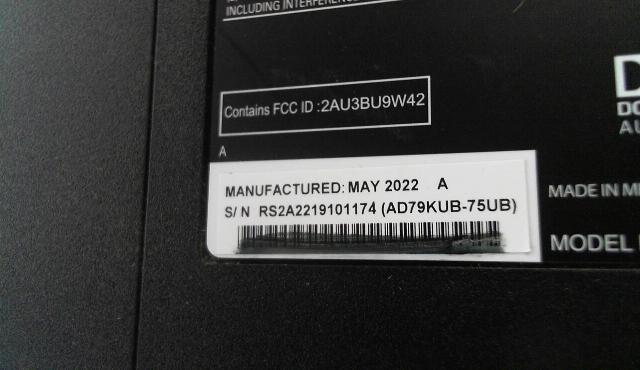 INCLUDING INTERFERENCE
Contains FCC ID :2AU3BU9W42
A
MANUFACTURED: MAY 2022 A
S/ N RS2A2219101174 (AD79KUB-75UB)
MADE IN
MODEL